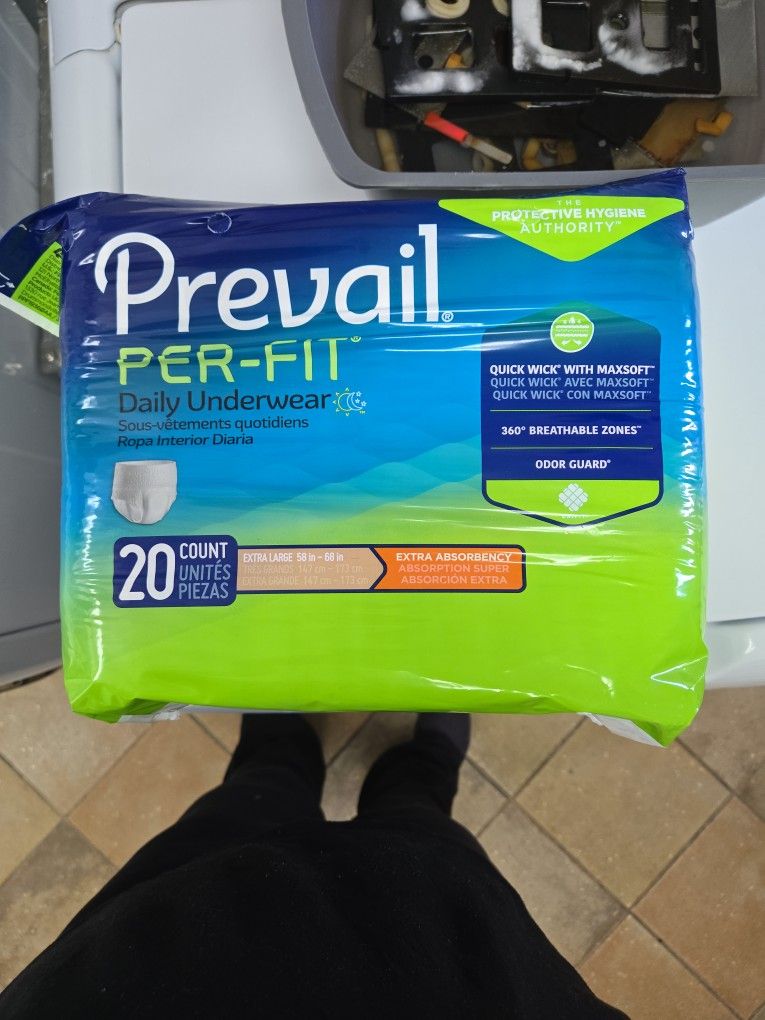 THE
PROTECTIVE HYGIENE
AUTHORITY™
Prevail®
PER-FIT®
Daily Underwear ™
Sous-vêtements quotidiens
Ropa Interior Diaria
QUICK WICK® WITH MAXSOFT™
QUICK WICK® AVEC MAXSOFT™
QUICK WICK® CON MAXSOFT™
360° BREATHABLE ZONES™
ODOR GUARD®
20 COUNT
UNITÉS
PIEZAS
EXTRA LARGE 58 in – 68 in
TRÈS GRANDS 147 cm – 173 cm
EXTRA GRANDE 147 cm – 173 cm
EXTRA ABSORBENCY
ABSORPTION SUPER
ABSORCIÓN EXTRA